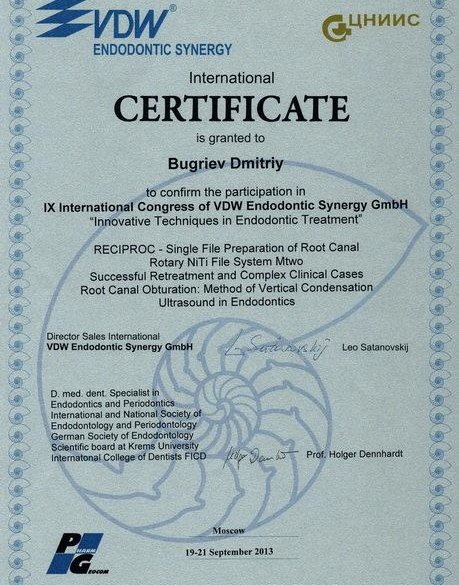 VDW®
ENDODONTIC SYNERGY
ЦНИИС
International
CERTIFICATE
is granted to
Bugriev Dmitriy
to confirm the participation in
IX International Congress of VDW Endodontic Synergy GmbH
"Innovative Techniques in Endodontic Treatment"
RECIPROC - Single File Preparation of Root Canal
Rotary NiTi File System Mtwo
Successful Retreatment and Complex Clinical Cases
Root Canal Obturation: Method of Vertical Condensation
Ultrasound in Endodontics
Director Sales International
VDW Endodontic Synergy GmbH
L. Satanovskij
Leo Satanovskij
D. med. dent. Specialist in
Endodontics and Periodontics
International and National Society of
Endodontology and Periodontology
German Society of Endodontology
Scientific board at Krems University
Internatonal College of Dentists FICD
Prof. Holger Dennhardt
Moscow
19-21 September 2013
PHARM
GEOCOM